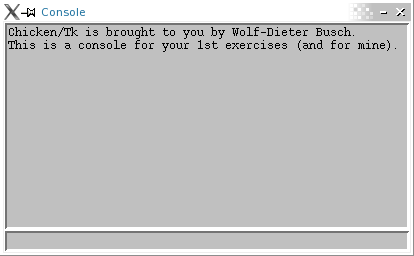 Console
Chicken/Tk is brought to you by Wolf-Dieter Busch.
This is a console for your 1st exercises (and for mine).